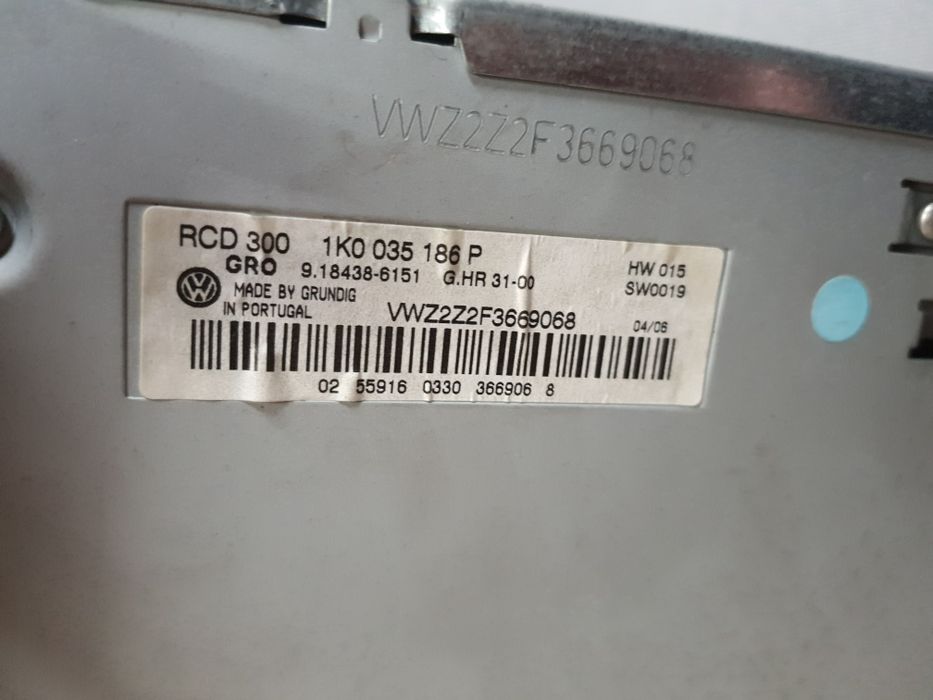 VWZ2Z2F3669068
RCD 300 1K0 035 186 P
GRO 9.18438-6151 G.HR 31-00
HW 015
SW0019
MADE BY GRUNDIG
IN PORTUGAL
VWZ2Z2F3669068
04/06
02 55916 0330 366906 8